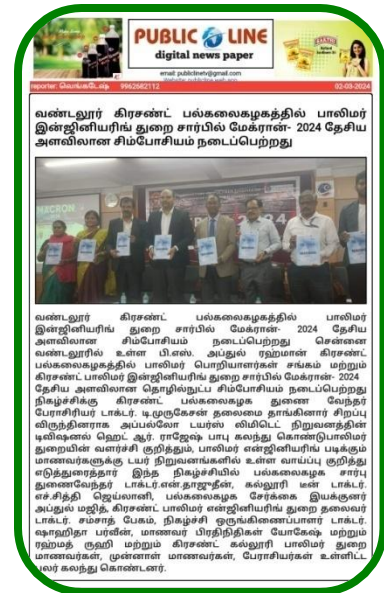 PUBLIC LINE
digital news paper
email: publiclinetv@gmail.com
reporter: வெங்கடேஷ் 9962682112 02-03-2024
வண்டலூர் கிரசண்ட் பல்கலைகழகத்தில் பாலிமர்
இன்ஜினியரிங் துறை சார்பில் மேக்ரான்- 2024 தேசிய
அளவிலான சிம்போசியம் நடைப்பெற்றது
வண்டலூர் கிரசண்ட் பல்கலைகழகத்தில் பாலிமர்
இன்ஜினியரிங் துறை சார்பில் மேக்ரான்- 2024 தேசிய
அளவிலான சிம்போசியம் நடைப்பெற்றது சென்னை
வண்டலூரில் உள்ள பி.எஸ். அப்துல் ரஹ்மான் கிரசண்ட்
பல்கலைகழகத்தில் பாலிமர் பொறியாளர்கள் சங்கம் மற்றும்
கிரசண்ட் பாலிமர் இன்ஜினியரிங் துறை சார்பில் மேக்ரான்- 2024
தேசிய அளவிலான தொழில்நுட்ப சிம்போசியம் நடைப்பெற்றது
நிகழ்ச்சிக்கு கிரசண்ட் பல்கலைகழக துணை வேந்தர்
பேராசிரியர் டாக்டர். டி.முருகேசன் தலைமை தாங்கினார் சிறப்பு
விருந்தினராக அப்பல்லோ டயர்ஸ் லிமிடெட் நிறுவனத்தின்
டிவிஷனல் ஹெட் ஆர். ராஜேஷ் பாபு கலந்து கொண்டுபாலிமர்
துறையின் வளர்ச்சி குறித்தும், பாலிமர் என்ஜினியரிங் படிக்கும்
மாணவர்களுக்கு டயர் நிறுவனங்களில் உள்ள வாய்ப்பு குறித்து
எடுத்துரைத்தார் இந்த நிகழ்ச்சியில் பல்கலைகழக சார்பு
துணைவேந்தர் டாக்டர்.என்.தாஜுதீன், கல்லூரி டீன் டாக்டர்.
எச்.சித்தி ஜெய்லானி, பல்கலைகழக சேர்க்கை இயக்குனர்
அப்துல் மஜித், கிரசண்ட் பாலிமர் என்ஜினியரிங் துறை தலைவர்
டாக்டர். சம்சாத் பேகம், நிகழ்ச்சி ஒருங்கிணைப்பாளர் டாக்டர்.
ஷாஹிதா பர்வீன், மாணவர் பிரதிநிதிகள் யோகேஷ் மற்றும்
ரஹ்மத் ருஹி மற்றும் கிரசண்ட் கல்லூரி பாலிமர் துறை
மாணவர்கள், முன்னாள் மாணவர்கள், பேராசிரியர்கள் உள்ளிட்ட
பலர் கலந்து கொண்டனர்.